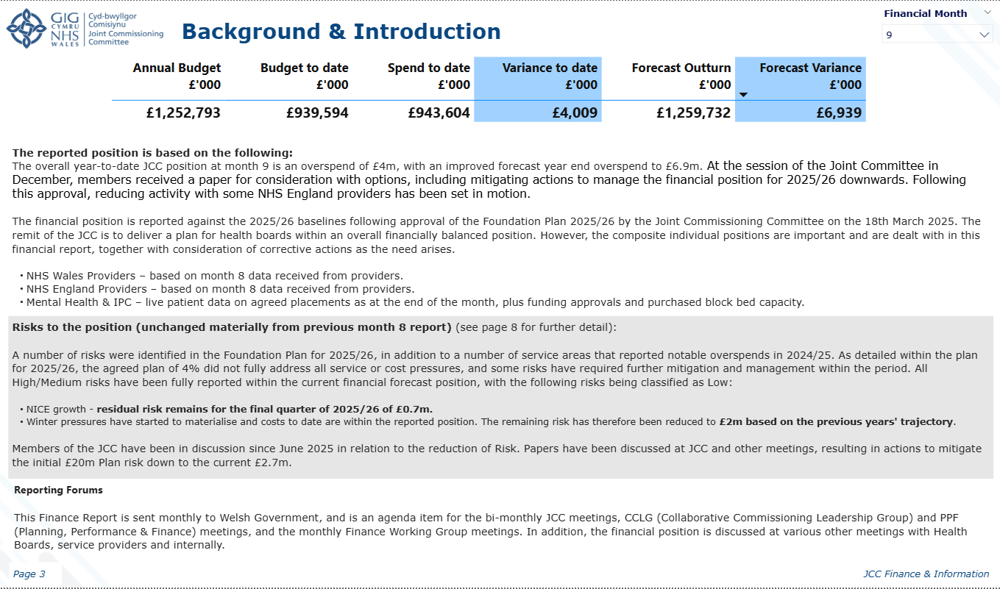 GIG
CYMRU
NHS
WALES
Cyd-bwyllgor
Comisiynu
Joint Commissioning
Committee
Background & Introduction
Financial Month
9
Annual Budget Budget to date Spend to date Variance to date Forecast Outturn Forecast Variance
£'000 £'000 £'000 £'000 £'000 £'000
£1,252,793 £939,594 £943,604 £4,009 £1,259,732 £6,939
The reported position is based on the following:
The overall year-to-date JCC position at month 9 is an overspend of £4m, with an improved forecast year end overspend to £6.9m. At the session of the Joint Committee in
December, members received a paper for consideration with options, including mitigating actions to manage the financial position for 2025/26 downwards. Following
this approval, reducing activity with some NHS England providers has been set in motion.
The financial position is reported against the 2025/26 baselines following approval of the Foundation Plan 2025/26 by the Joint Commissioning Committee on the 18th March 2025. The
remit of the JCC is to deliver a plan for health boards within an overall financially balanced position. However, the composite individual positions are important and are dealt with in this
financial report, together with consideration of corrective actions as the need arises.
• NHS Wales Providers – based on month 8 data received from providers.
• NHS England Providers – based on month 8 data received from providers.
• Mental Health & IPC – live patient data on agreed placements as at the end of the month, plus funding approvals and purchased block bed capacity.
Risks to the position (unchanged materially from previous month 8 report) (see page 8 for further detail):
A number of risks were identified in the Foundation Plan for 2025/26, in addition to a number of service areas that reported notable overspends in 2024/25. As detailed within the plan
for 2025/26, the agreed plan of 4% did not fully address all service or cost pressures, and some risks have required further mitigation and management within the period. All
High/Medium risks have been fully reported within the current financial forecast position, with the following risks being classified as Low:
• NICE growth - residual risk remains for the final quarter of 2025/26 of £0.7m.
• Winter pressures have started to materialise and costs to date are within the reported position. The remaining risk has therefore been reduced to £2m based on the previous years' trajectory.
Members of the JCC have been in discussion since June 2025 in relation to the reduction of Risk. Papers have been discussed at JCC and other meetings, resulting in actions to mitigate
the initial £20m Plan risk down to the current £2.7m.
Reporting Forums
This Finance Report is sent monthly to Welsh Government, and is an agenda item for the bi-monthly JCC meetings, CCLG (Collaborative Commissioning Leadership Group) and PPF
(Planning, Performance & Finance) meetings, and the monthly Finance Working Group meetings. In addition, the financial position is discussed at various other meetings with Health
Boards, service providers and internally.
Page 3
JCC Finance & Information